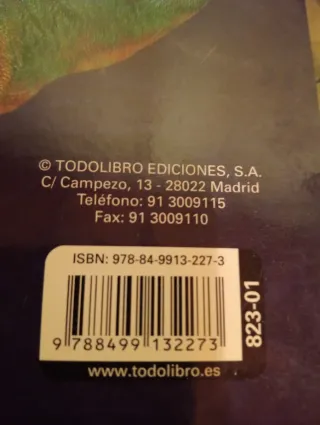 © TODOLIBRO EDICIONES, S.A.
C/ Campezo, 13 - 28022 Madrid
Teléfono: 91 3009115
Fax: 91 3009110
ISBN: 978-84-9913-227-3
9 788499 132273
823-01
www.todolibro.es